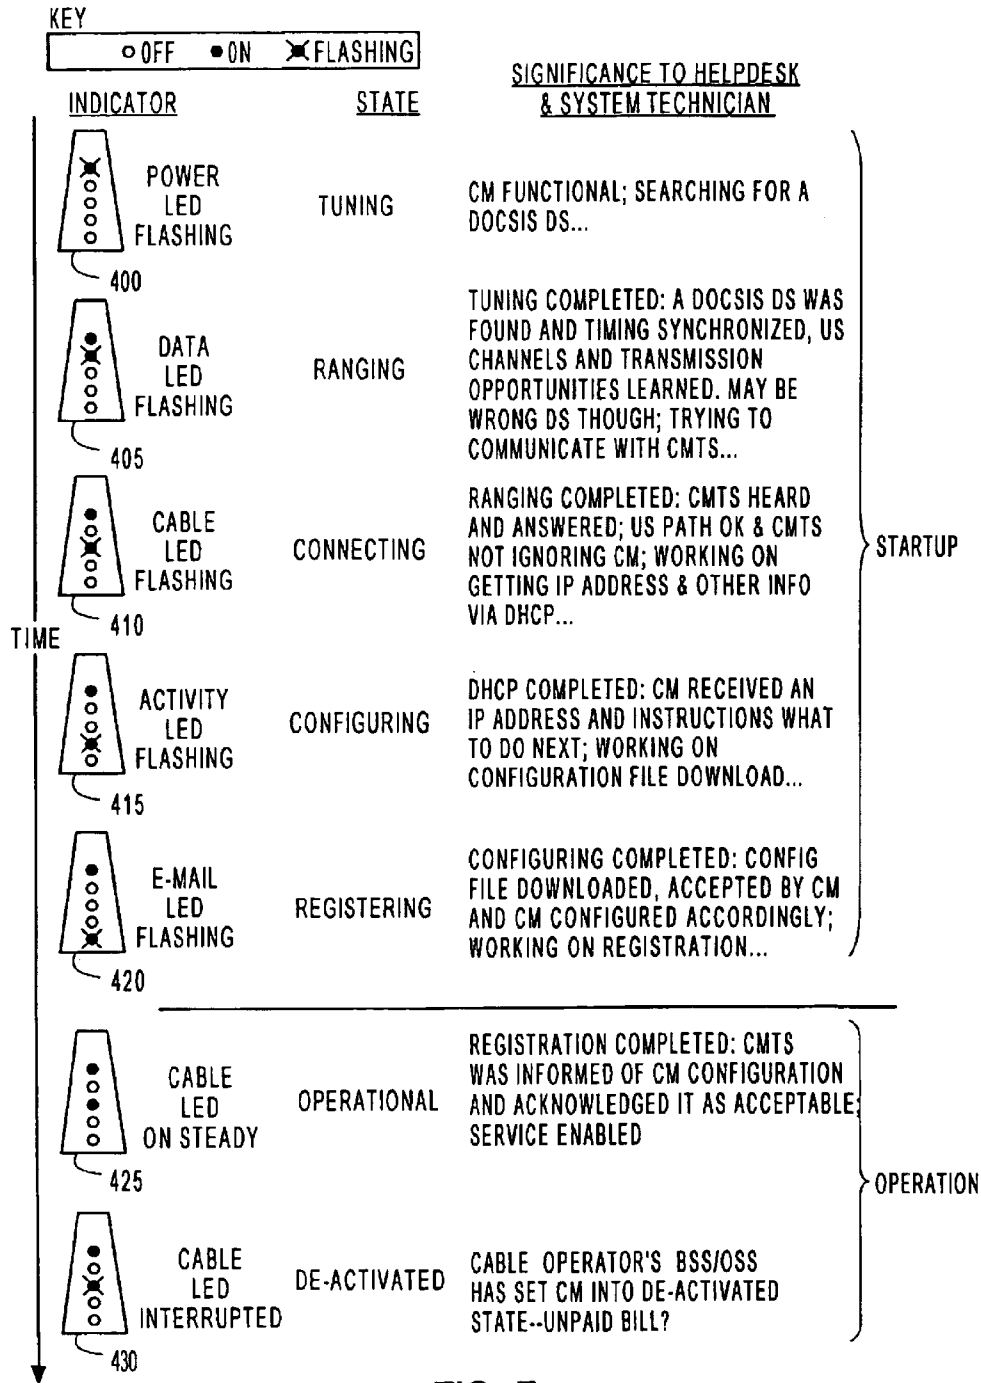 KEY
OFF ON FLASHING
INDICATOR
STATE
SIGNIFICANCE TO HELPDESK
& SYSTEM TECHNICIAN
POWER
LED
FLASHING
400
TUNING
CM FUNCTIONAL; SEARCHING FOR A
DOCSIS DS...
DATA
LED
FLASHING
405
RANGING
TUNING COMPLETED: A DOCSIS DS WAS
FOUND AND TIMING SYNCHRONIZED, US
CHANNELS AND TRANSMISSION
OPPORTUNITIES LEARNED. MAY BE
WRONG DS THOUGH; TRYING TO
COMMUNICATE WITH CMTS...
CABLE
LED
FLASHING
410
CONNECTING
RANGING COMPLETED: CMTS HEARD
AND ANSWERED; US PATH OK & CMTS
NOT IGNORING CM; WORKING ON
GETTING IP ADDRESS & OTHER INFO
VIA DHCP...
STARTUP
TIME
ACTIVITY
LED
FLASHING
415
CONFIGURING
DHCP COMPLETED: CM RECEIVED AN
IP ADDRESS AND INSTRUCTIONS WHAT
TO DO NEXT; WORKING ON
CONFIGURATION FILE DOWNLOAD...
E-MAIL
LED
FLASHING
420
REGISTERING
CONFIGURING COMPLETED: CONFIG
FILE DOWNLOADED, ACCEPTED BY CM
AND CM CONFIGURED ACCORDINGLY;
WORKING ON REGISTRATION...
CABLE
LED
ON STEADY
425
OPERATIONAL
REGISTRATION COMPLETED: CMTS
WAS INFORMED OF CM CONFIGURATION
AND ACKNOWLEDGED IT AS ACCEPTABLE;
SERVICE ENABLED
OPERATION
CABLE
LED
INTERRUPTED
430
DE-ACTIVATED
CABLE OPERATOR'S BSS/OSS
HAS SET CM INTO DE-ACTIVATED
STATE--UNPAID BILL?